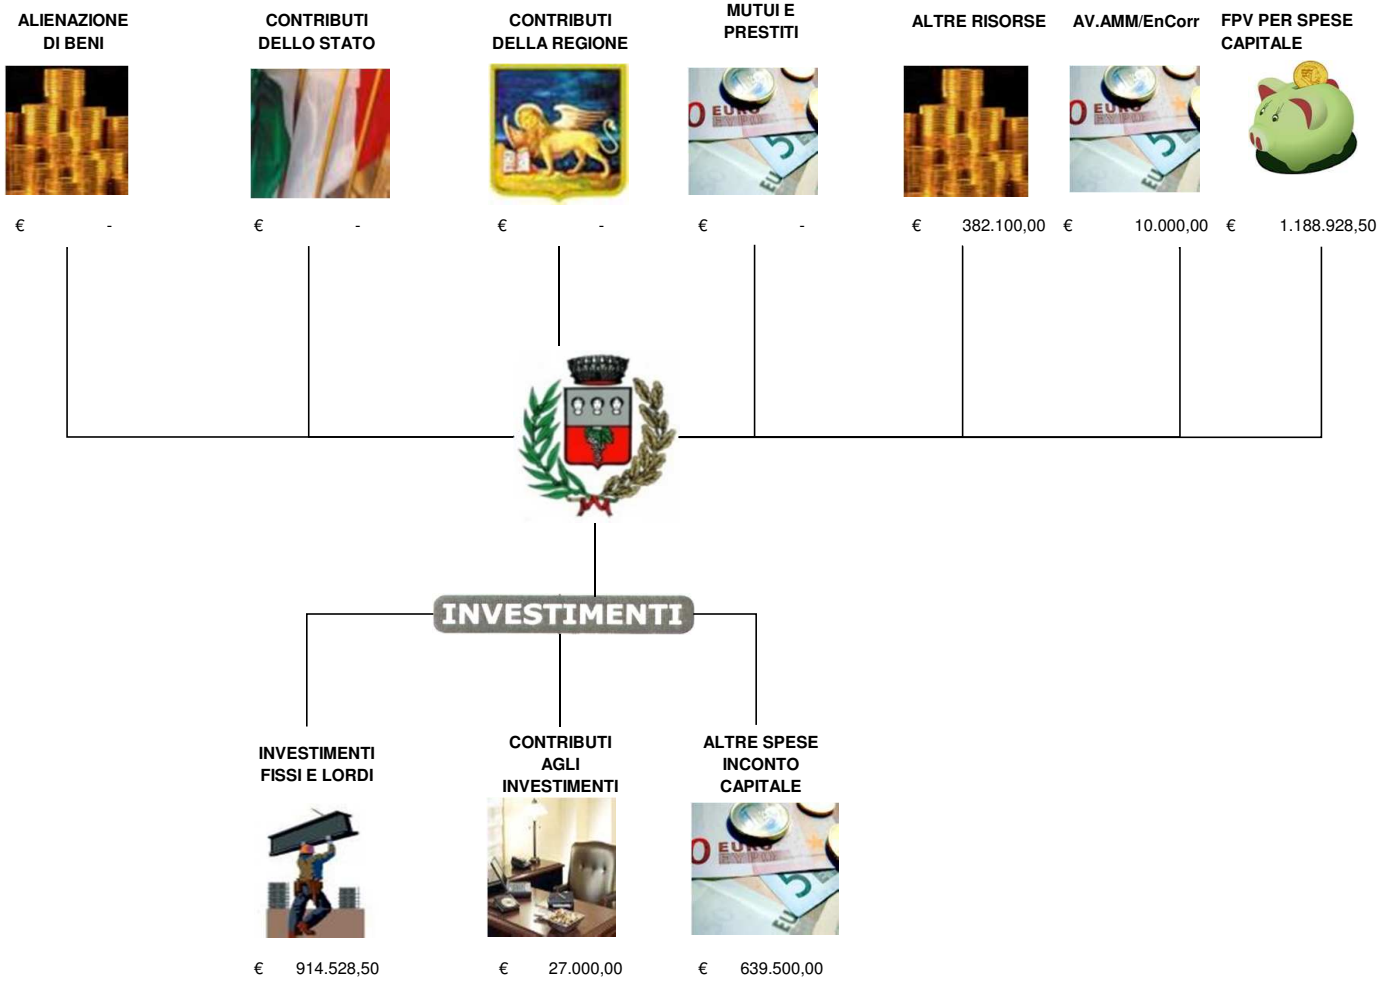 ALIENAZIONE
DI BENI
CONTRIBUTI
DELLO STATO
CONTRIBUTI
DELLA REGIONE
MUTUI E
PRESTITI
ALTRE RISORSE
AV.AMM/EnCorr
FPV PER SPESE
CAPITALE
€ -
€ -
€ -
€ -
€ 382.100,00
€ 10.000,00
€ 1.188.928,50
INVESTIMENTI
INVESTIMENTI
FISSI E LORDI
CONTRIBUTI
AGLI
INVESTIMENTI
ALTRE SPESE
INCONTO
CAPITALE
€ 914.528,50
€ 27.000,00
€ 639.500,00